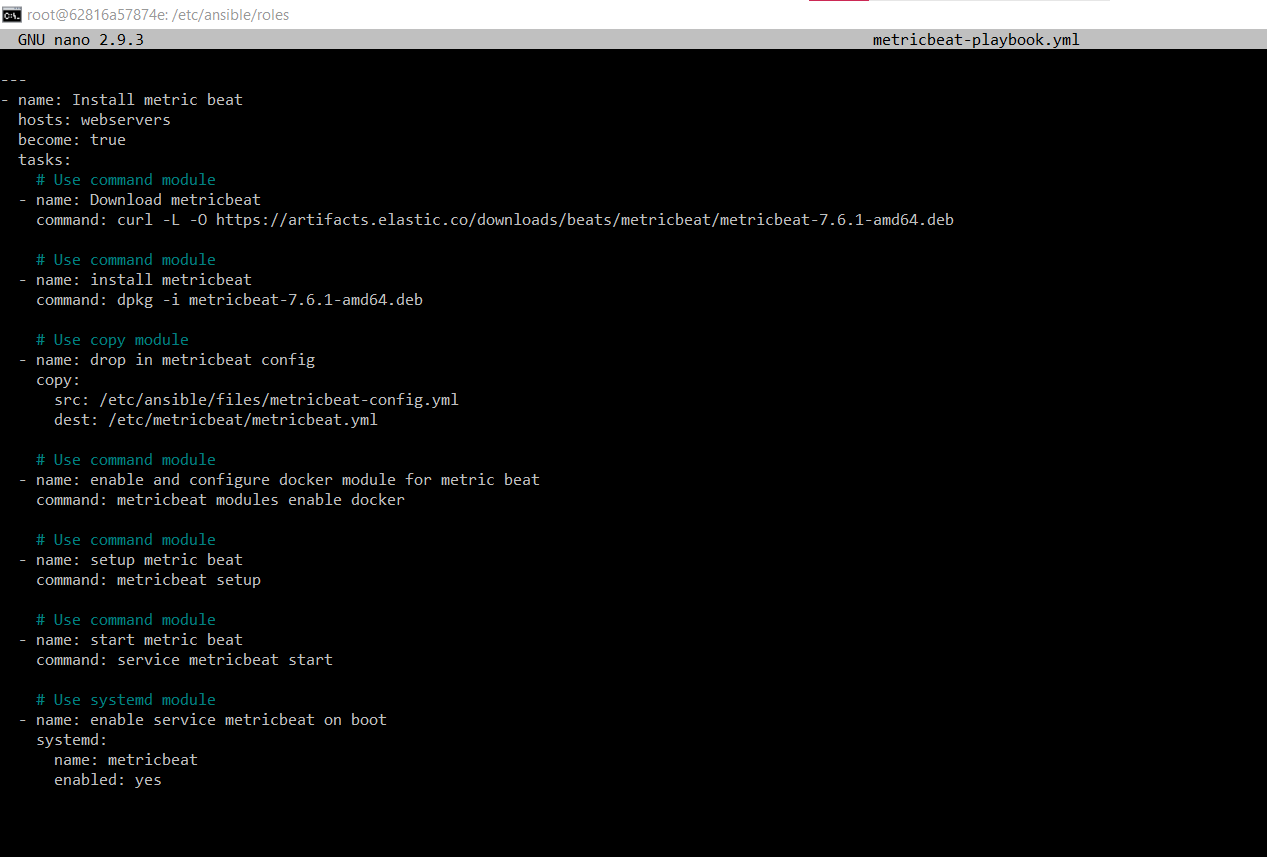 root@62816a57874e: /etc/ansible/roles
GNU nano 2.9.3 metricbeat-playbook.yml
---
- name: Install metric beat
  hosts: webservers
  become: true
  tasks:
    # Use command module
  - name: Download metricbeat
    command: curl -L -O https://artifacts.elastic.co/downloads/beats/metricbeat/metricbeat-7.6.1-amd64.deb
    # Use command module
  - name: install metricbeat
    command: dpkg -i metricbeat-7.6.1-amd64.deb
    # Use copy module
  - name: drop in metricbeat config
    copy:
      src: /etc/ansible/files/metricbeat-config.yml
      dest: /etc/metricbeat/metricbeat.yml
    # Use command module
  - name: enable and configure docker module for metric beat
    command: metricbeat modules enable docker
    # Use command module
  - name: setup metric beat
    command: metricbeat setup
    # Use command module
  - name: start metric beat
    command: service metricbeat start
    # Use systemd module
  - name: enable service metricbeat on boot
    systemd:
      name: metricbeat
      enabled: yes